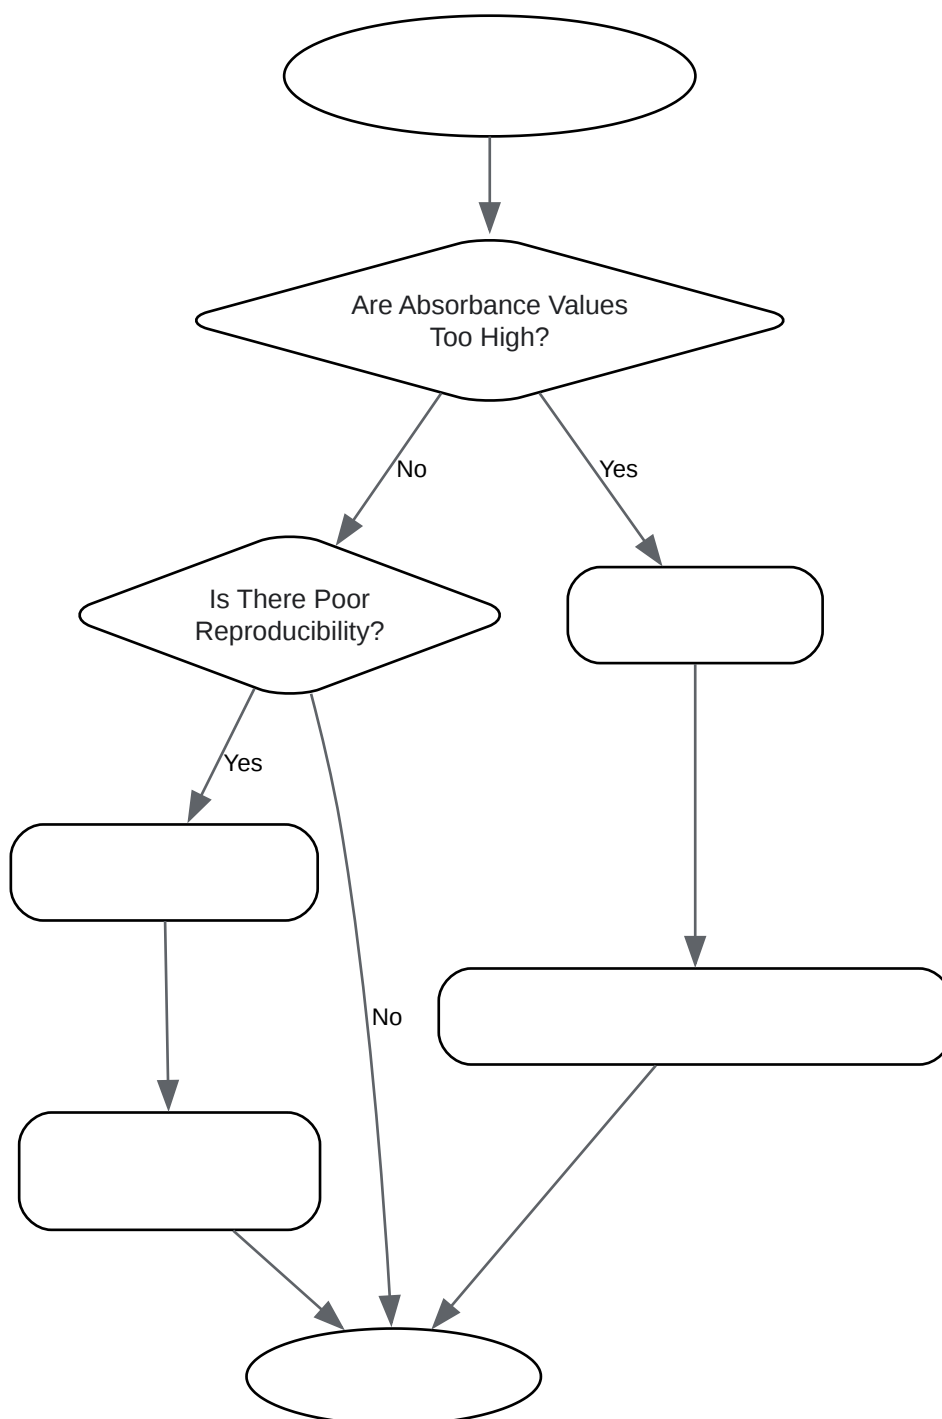 Are Absorbance Values
Too High?
No
Yes
Is There Poor
Reproducibility?
Yes
No